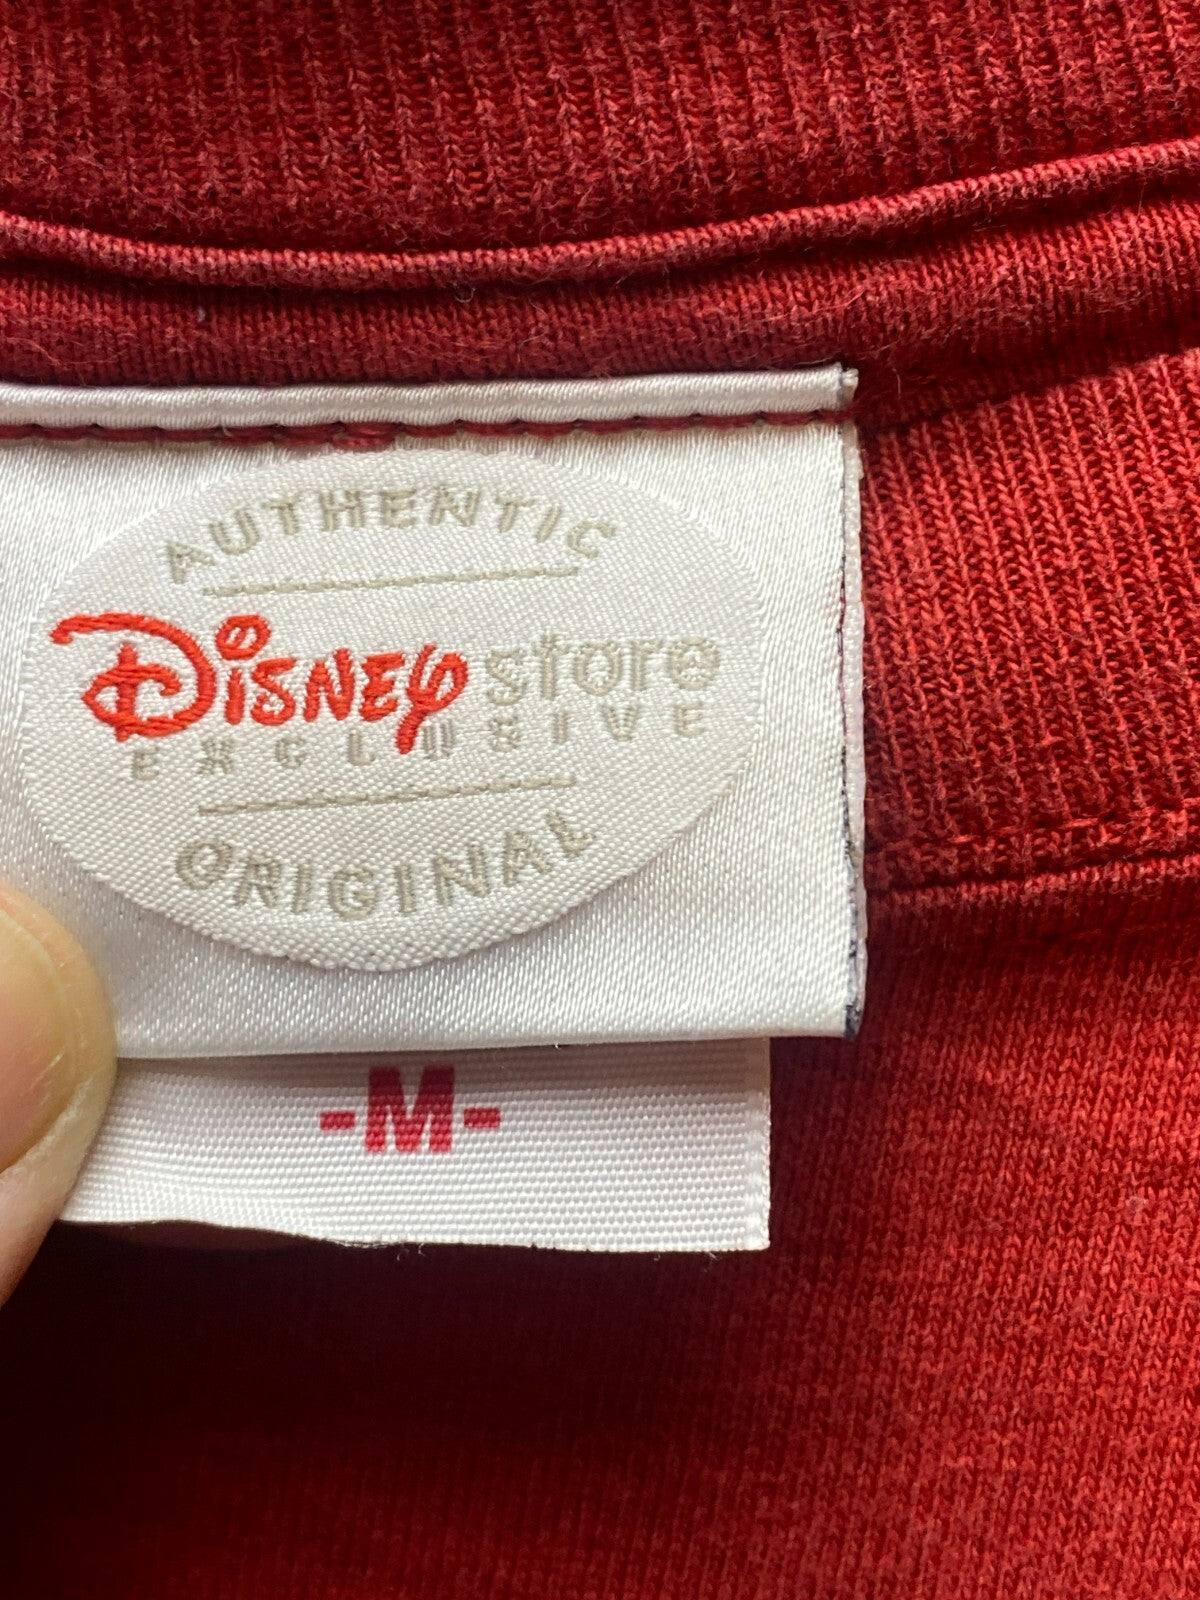 AUTHENTIC
Disney store
EXCLUSIVE
ORIGINAL
-M-